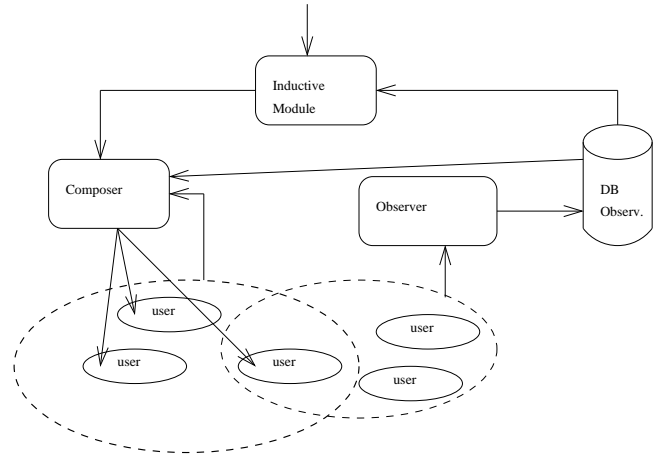 Inductive
Module
Composer
Observer
DB
Observ.
user
user
user
user
user